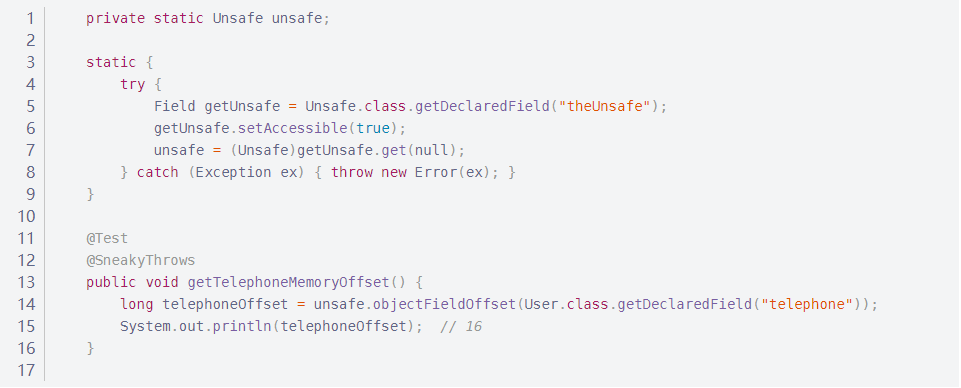 1 private static Unsafe unsafe;
2
3 static {
4 try {
5 Field getUnsafe = Unsafe.class.getDeclaredField("theUnsafe");
6 getUnsafe.setAccessible(true);
7 unsafe = (Unsafe)getUnsafe.get(null);
8 } catch (Exception ex) { throw new Error(ex); }
9 }
10
11 @Test
12 @SneakyThrows
13 public void getTelephoneMemoryOffset() {
14 long telephoneOffset = unsafe.objectFieldOffset(User.class.getDeclaredField("telephone"));
15 System.out.println(telephoneOffset);  // 16
16 }
17